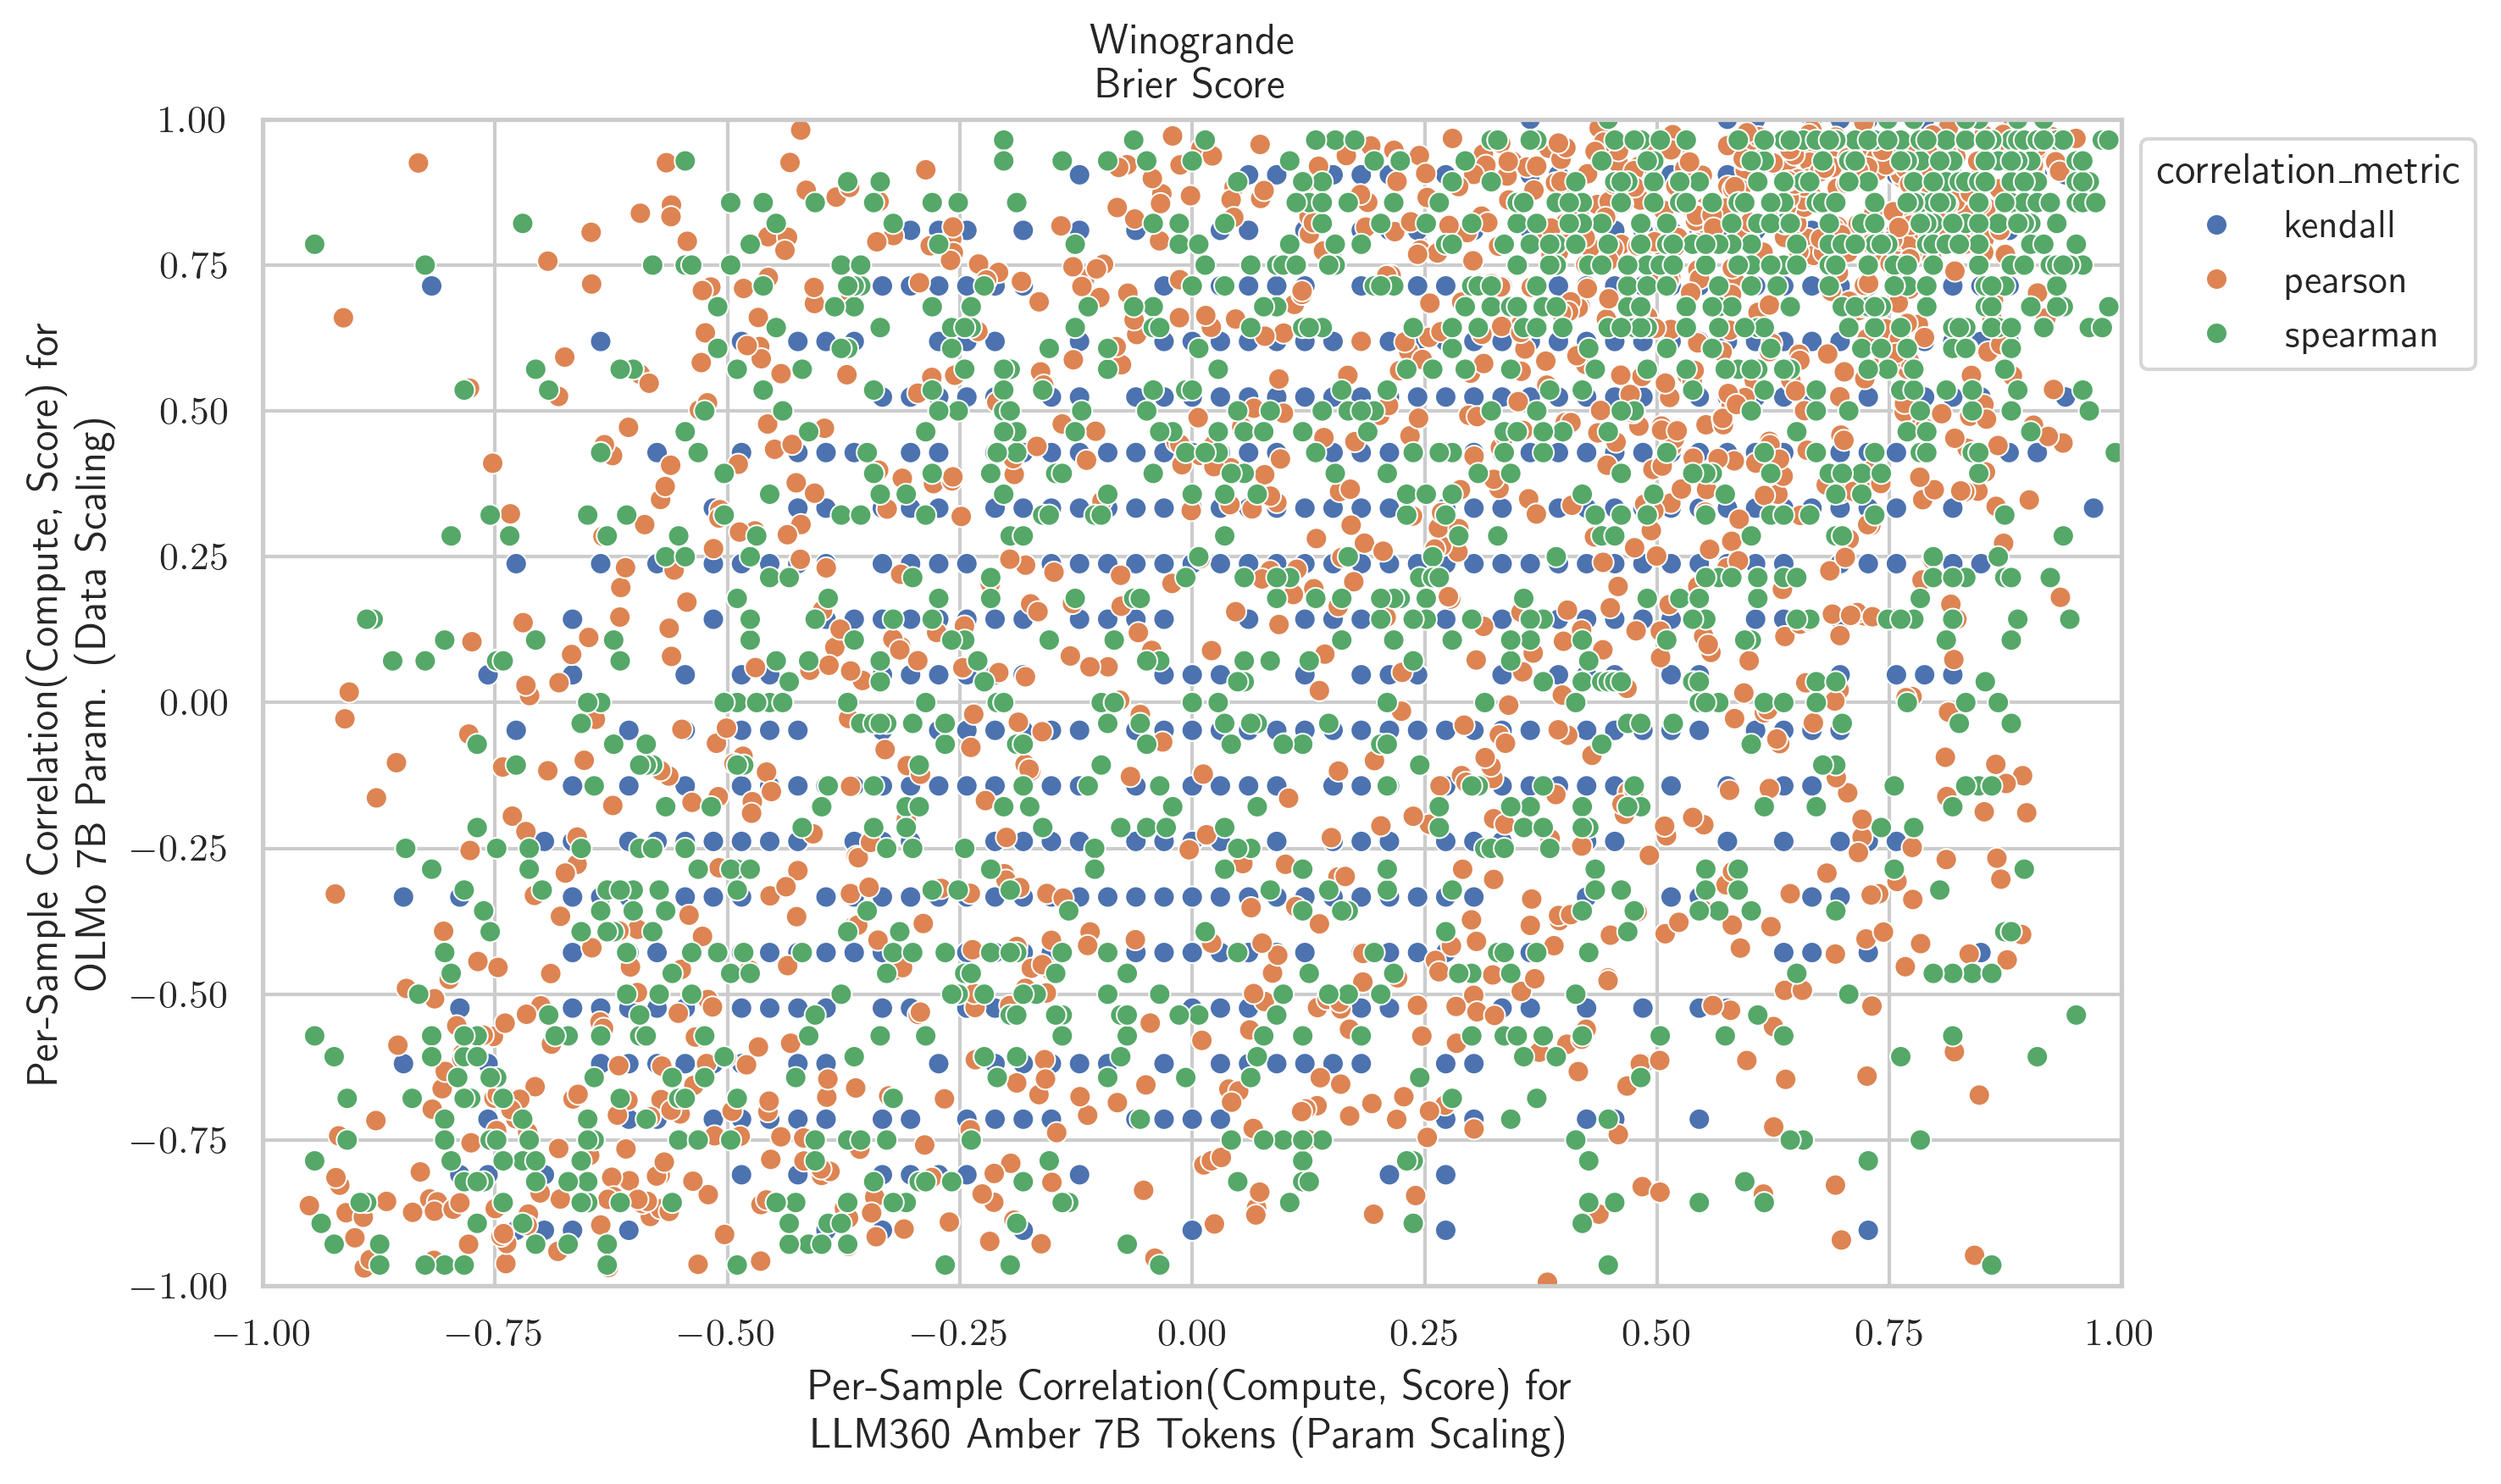 Winogrande
Brier Score
Per-Sample Correlation(Compute, Score) for
OLMo 7B Param. (Data Scaling)
1.00
0.75
0.50
0.25
0.00
−0.25
−0.50
−0.75
−1.00
−1.00 −0.75 −0.50 −0.25 0.00 0.25 0.50 0.75 1.00
Per-Sample Correlation(Compute, Score) for
LLM360 Amber 7B Tokens (Param Scaling)
correlation_metric
kendall
pearson
spearman